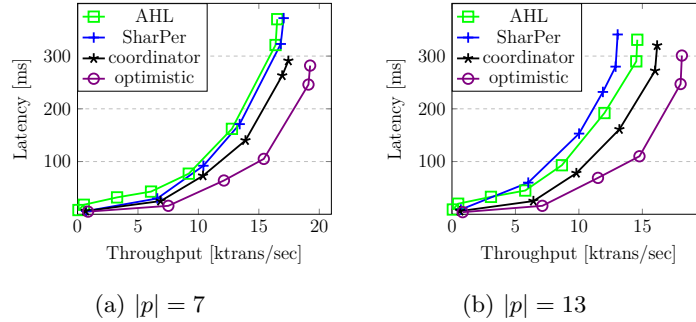 AHL
SharPer
coordinator
optimistic
300
200
100
Latency [ms]
0 5 10 15 20
Throughput [ktrans/sec]
(a) |p| = 7
AHL
SharPer
coordinator
optimistic
300
200
100
Latency [ms]
0 5 10 15
Throughput [ktrans/sec]
(b) |p| = 13